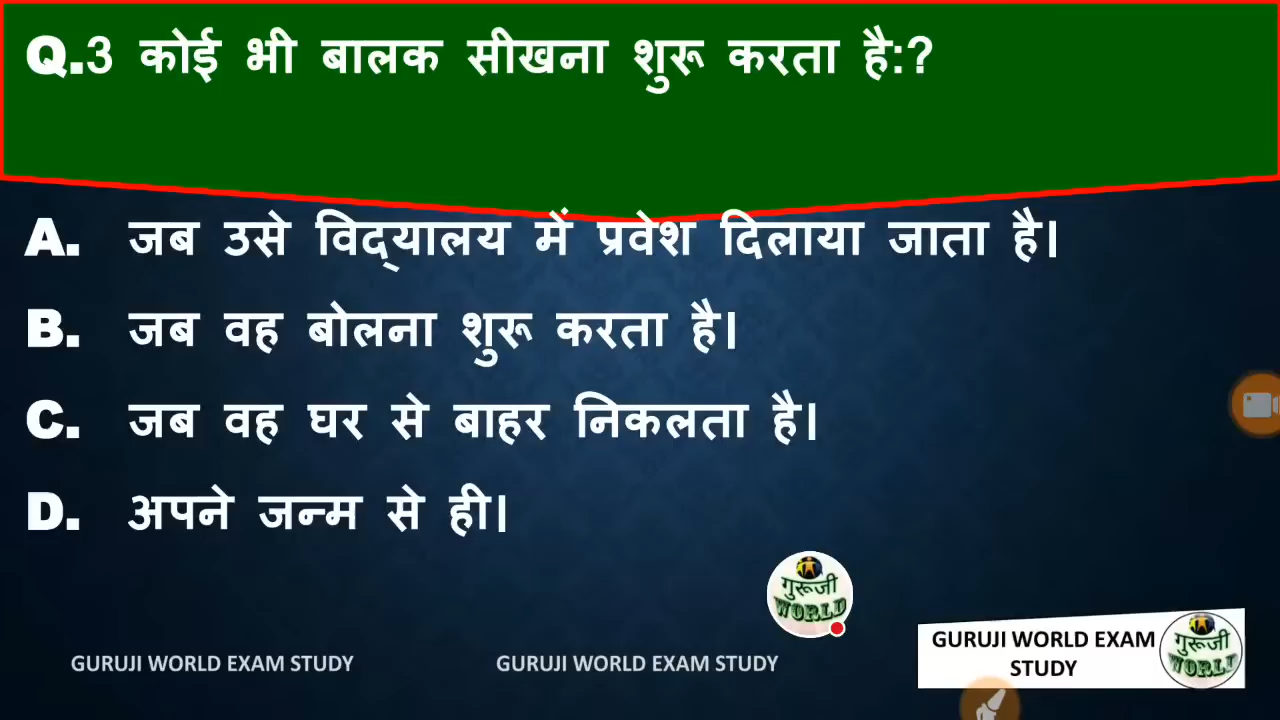 Q.3 कोई भी बालक सीखना शुरू करता है:?
A. जब उसे विद्यालय में प्रवेश दिलाया जाता है।
B. जब वह बोलना शुरू करता है।
C. जब वह घर से बाहर निकलता है।
D. अपने जन्म से ही।
गुरूजी
WORLD
GURUJI WORLD EXAM STUDY
GURUJI WORLD EXAM STUDY
GURUJI WORLD EXAM
STUDY
गुरूजी
WORLD